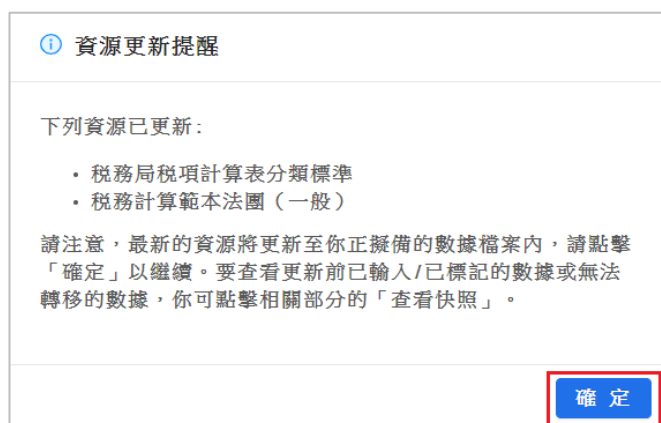 資源更新提醒
下列資源已更新:
• 税務局税項計算表分類標準
• 税務計算範本法團（一般）
請注意，最新的資源將更新至你正擬備的數據檔案內，請點擊
「確定」以繼續。要查看更新前已輸入/已標記的數據或無法
轉移的數據，你可點擊相關部分的「查看快照」。
確 定